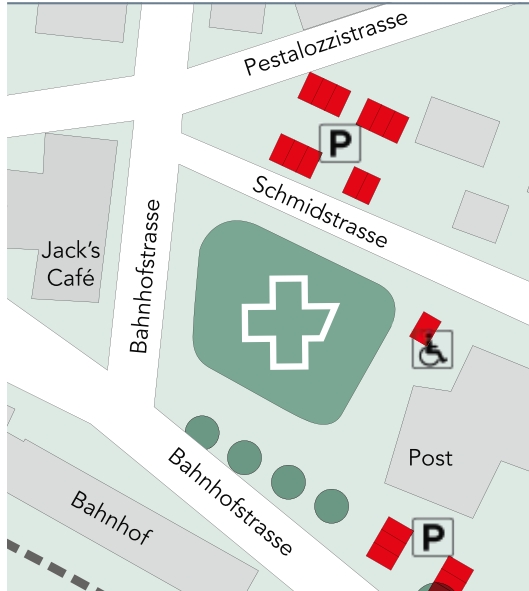 Pestalozzistrasse
P
Schmidstrasse
Bahnhofstrasse
Jack's
Café
Post
Bahnhofstrasse
Bahnhof
P